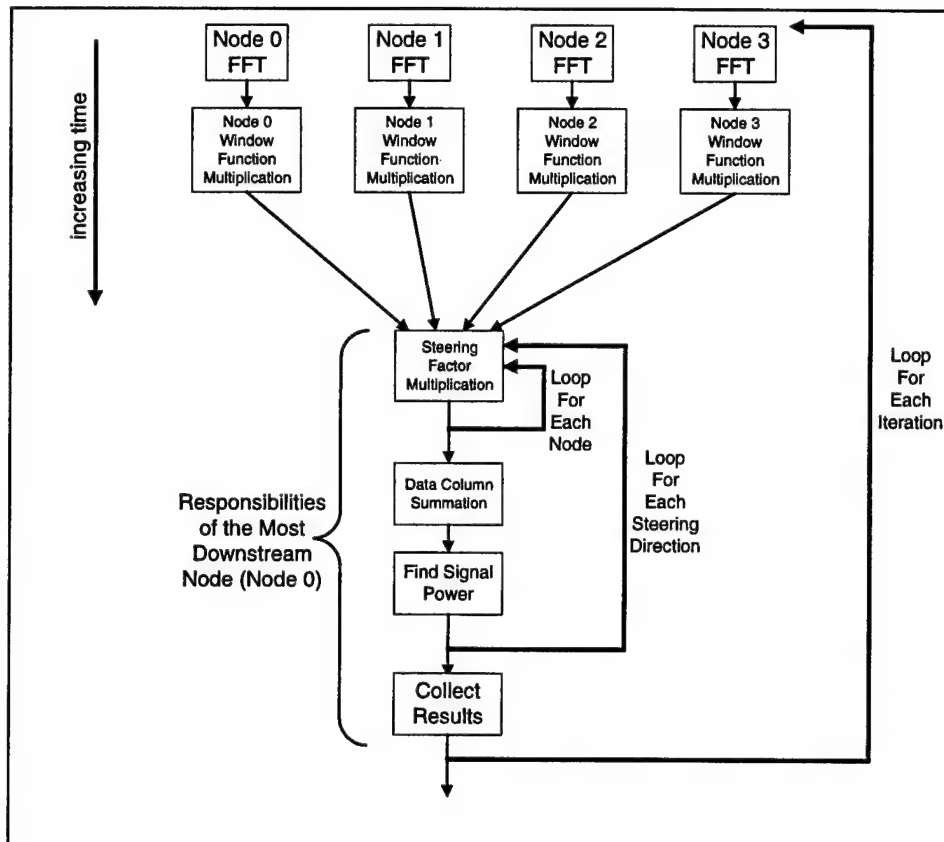 increasing time
Node 0
FFT
Node 1
FFT
Node 2
FFT
Node 3
FFT
Node 0
Window
Function
Multiplication
Node 1
Window
Function
Multiplication
Node 2
Window
Function
Multiplication
Node 3
Window
Function
Multiplication
Steering
Factor
Multiplication
Loop
For
Each
Node
Loop
For
Each
Iteration
Data Column
Summation
Loop
For
Each
Steering
Direction
Responsibilities
of the Most
Downstream
Node (Node 0)
Find Signal
Power
Collect
Results